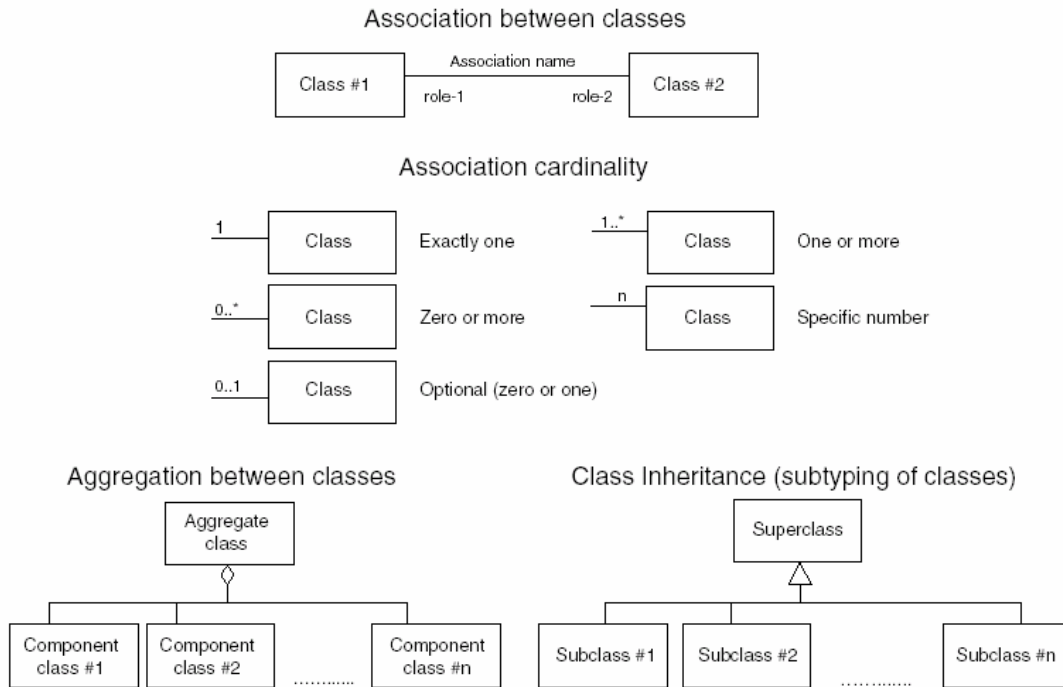 Association between classes
Association name
Class #1
Class #2
role-1
role-2
Association cardinality
1
Class
Exactly one
1..*
Class
One or more
0..*
Class
Zero or more
n
Class
Specific number
0..1
Class
Optional (zero or one)
Aggregation between classes
Class Inheritance (subtyping of classes)
Aggregate
class
Superclass
Component
class #1
Component
class #2
............
Component
class #n
Subclass #1
Subclass #2
............
Subclass #n